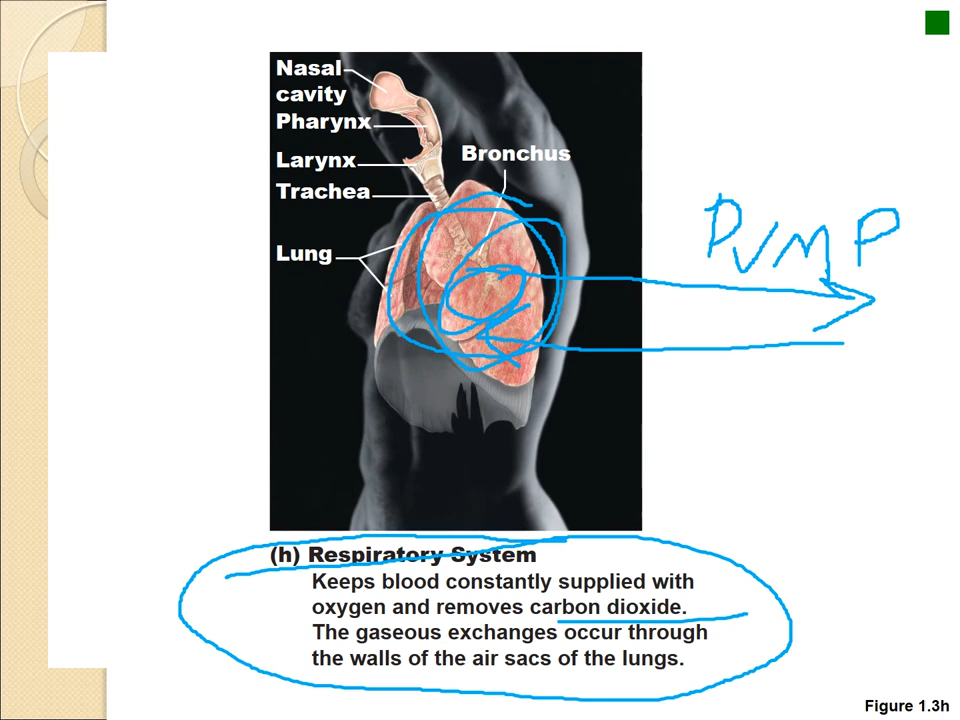 Nasal
cavity
Pharynx
Bronchus
Larynx
Trachea
Lung
PUMP
(h) Respiratory System
Keeps blood constantly supplied with
oxygen and removes carbon dioxide.
The gaseous exchanges occur through
the walls of the air sacs of the lungs.
Figure 1.3h